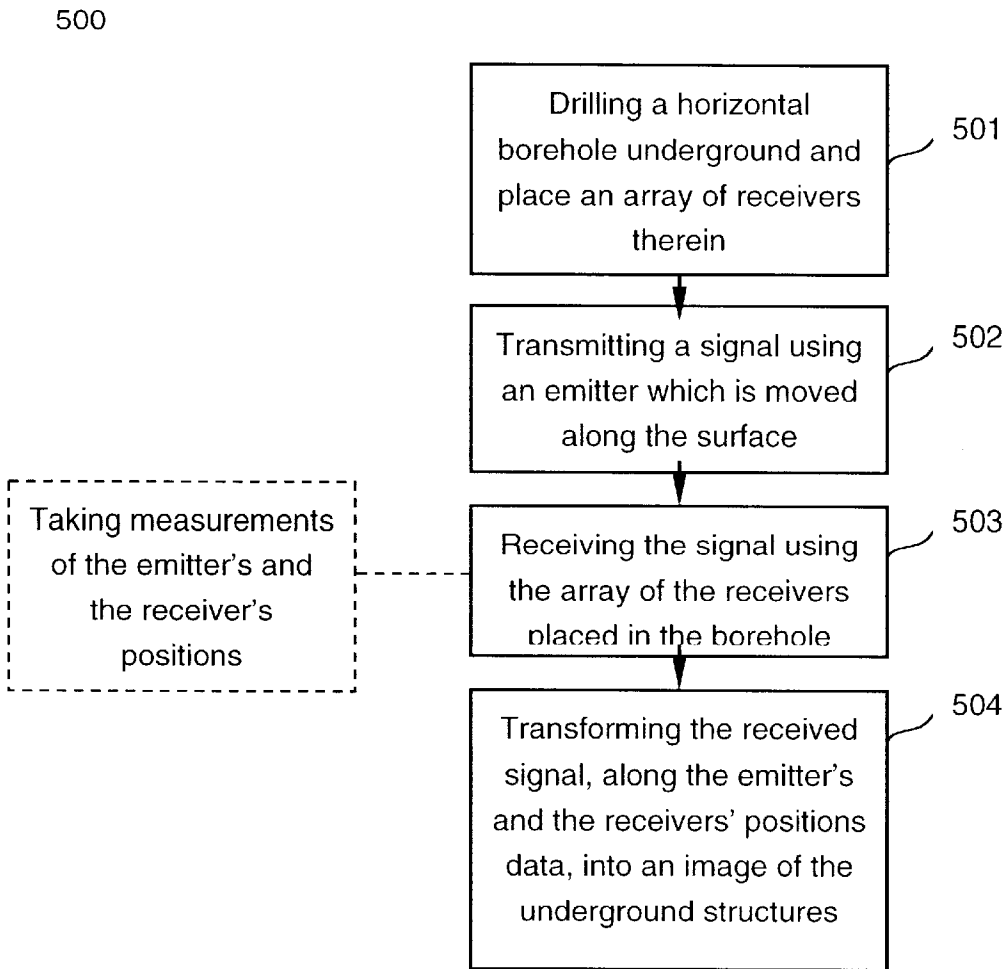 500
Drilling a horizontal
borehole underground and
place an array of receivers
therein
501
Transmitting a signal using
an emitter which is moved
along the surface
502
Taking measurements
of the emitter's and
the receiver's
positions
Receiving the signal using
the array of the receivers
placed in the borehole
503
Transforming the received
signal, along the emitter's
and the receivers' positions
data, into an image of the
underground structures
504